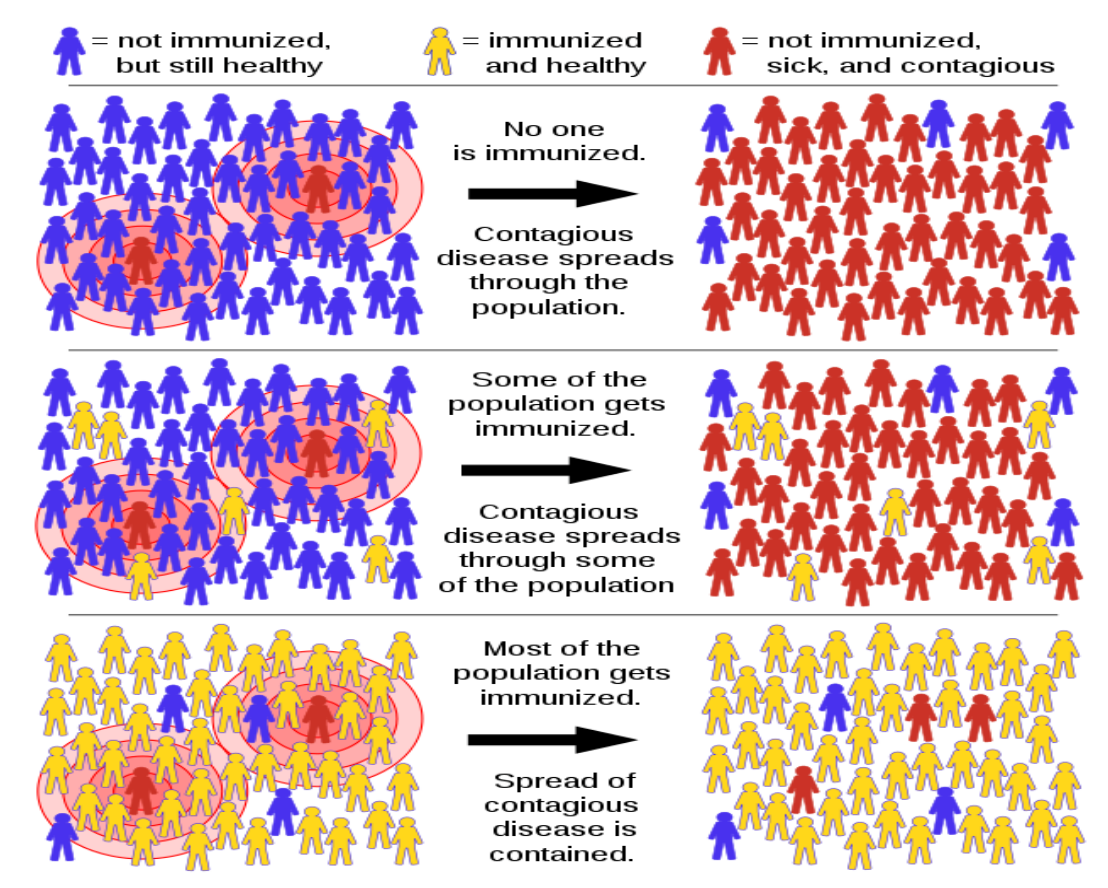 = not immunized,
but still healthy
= immunized
and healthy
= not immunized,
sick, and contagious
No one
is immunized.
Contagious
disease spreads
through the
population.
Some of the
population gets
immunized.
Contagious
disease spreads
through some
of the population
Most of the
population gets
immunized.
Spread of
contagious
disease is
contained.